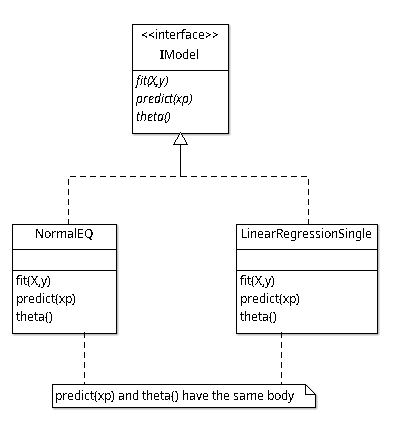 <<interface>>
IModel
fit(X,y)
predict(xp)
theta()
NormalEQ
fit(X,y)
predict(xp)
theta()
LinearRegressionSingle
fit(X,y)
predict(xp)
theta()
predict(xp) and theta() have the same body